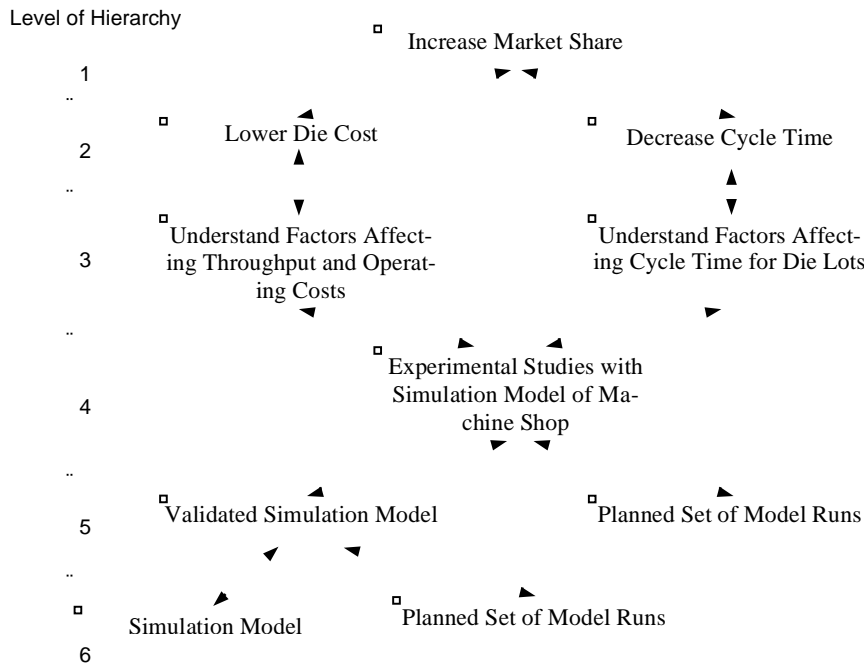 Level of Hierarchy
Increase Market Share
1
Lower Die Cost
Decrease Cycle Time
2
Understand Factors Affect-
ing Throughput and Operat-
ing Costs
Understand Factors Affect-
ing Cycle Time for Die Lots
3
Experimental Studies with
Simulation Model of Ma-
chine Shop
4
Validated Simulation Model
Planned Set of Model Runs
5
Simulation Model
Planned Set of Model Runs
6